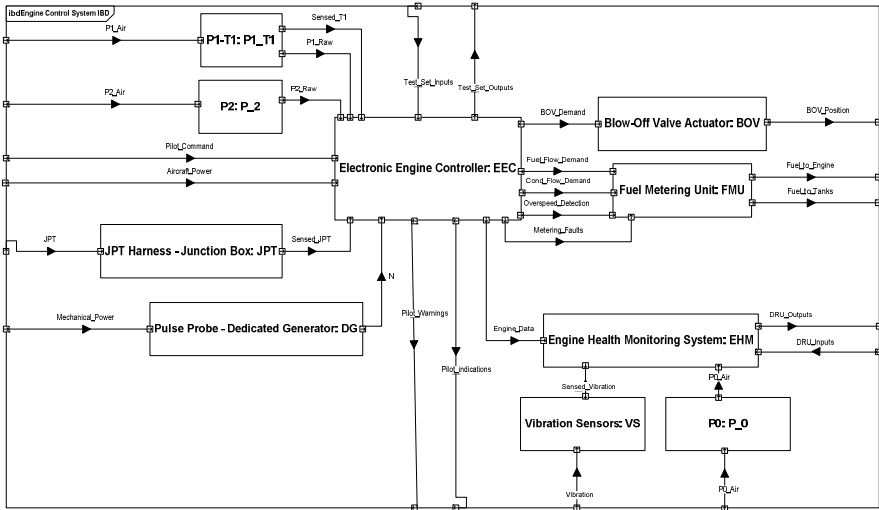 ibdEngine Control System IBD
P1_Air
Sensed_T1
P1-T1: P1_T1
P1_Raw
P2_Air
P2_Raw
P2: P_2
Test_Set_Inputs
Test_Set_Outputs
BOV_Demand
Blow-Off Valve Actuator: BOV
BOV_Position
Pilot_Command
Electronic Engine Controller: EEC
Aircraft_Power
Fuel_Flow_Demand
Cond_Flow_Demand
Overspeed_Detection
Fuel Metering Unit: FMU
Fuel_to_Engine
Fuel_to_Tanks
Metering_Faults
JPT
JPT Harness - Junction Box: JPT
Sensed_JPT
N
Mechanical_Power
Pulse Probe - Dedicated Generator: DG
Pilot_Warnings
Engine_Data
Engine Health Monitoring System: EHM
DRU_Outputs
DRU_Inputs
Pilot_indications
Sensed_Vibration
P0_Air
Vibration Sensors: VS
P0: P_0
Vibration
P0_Air